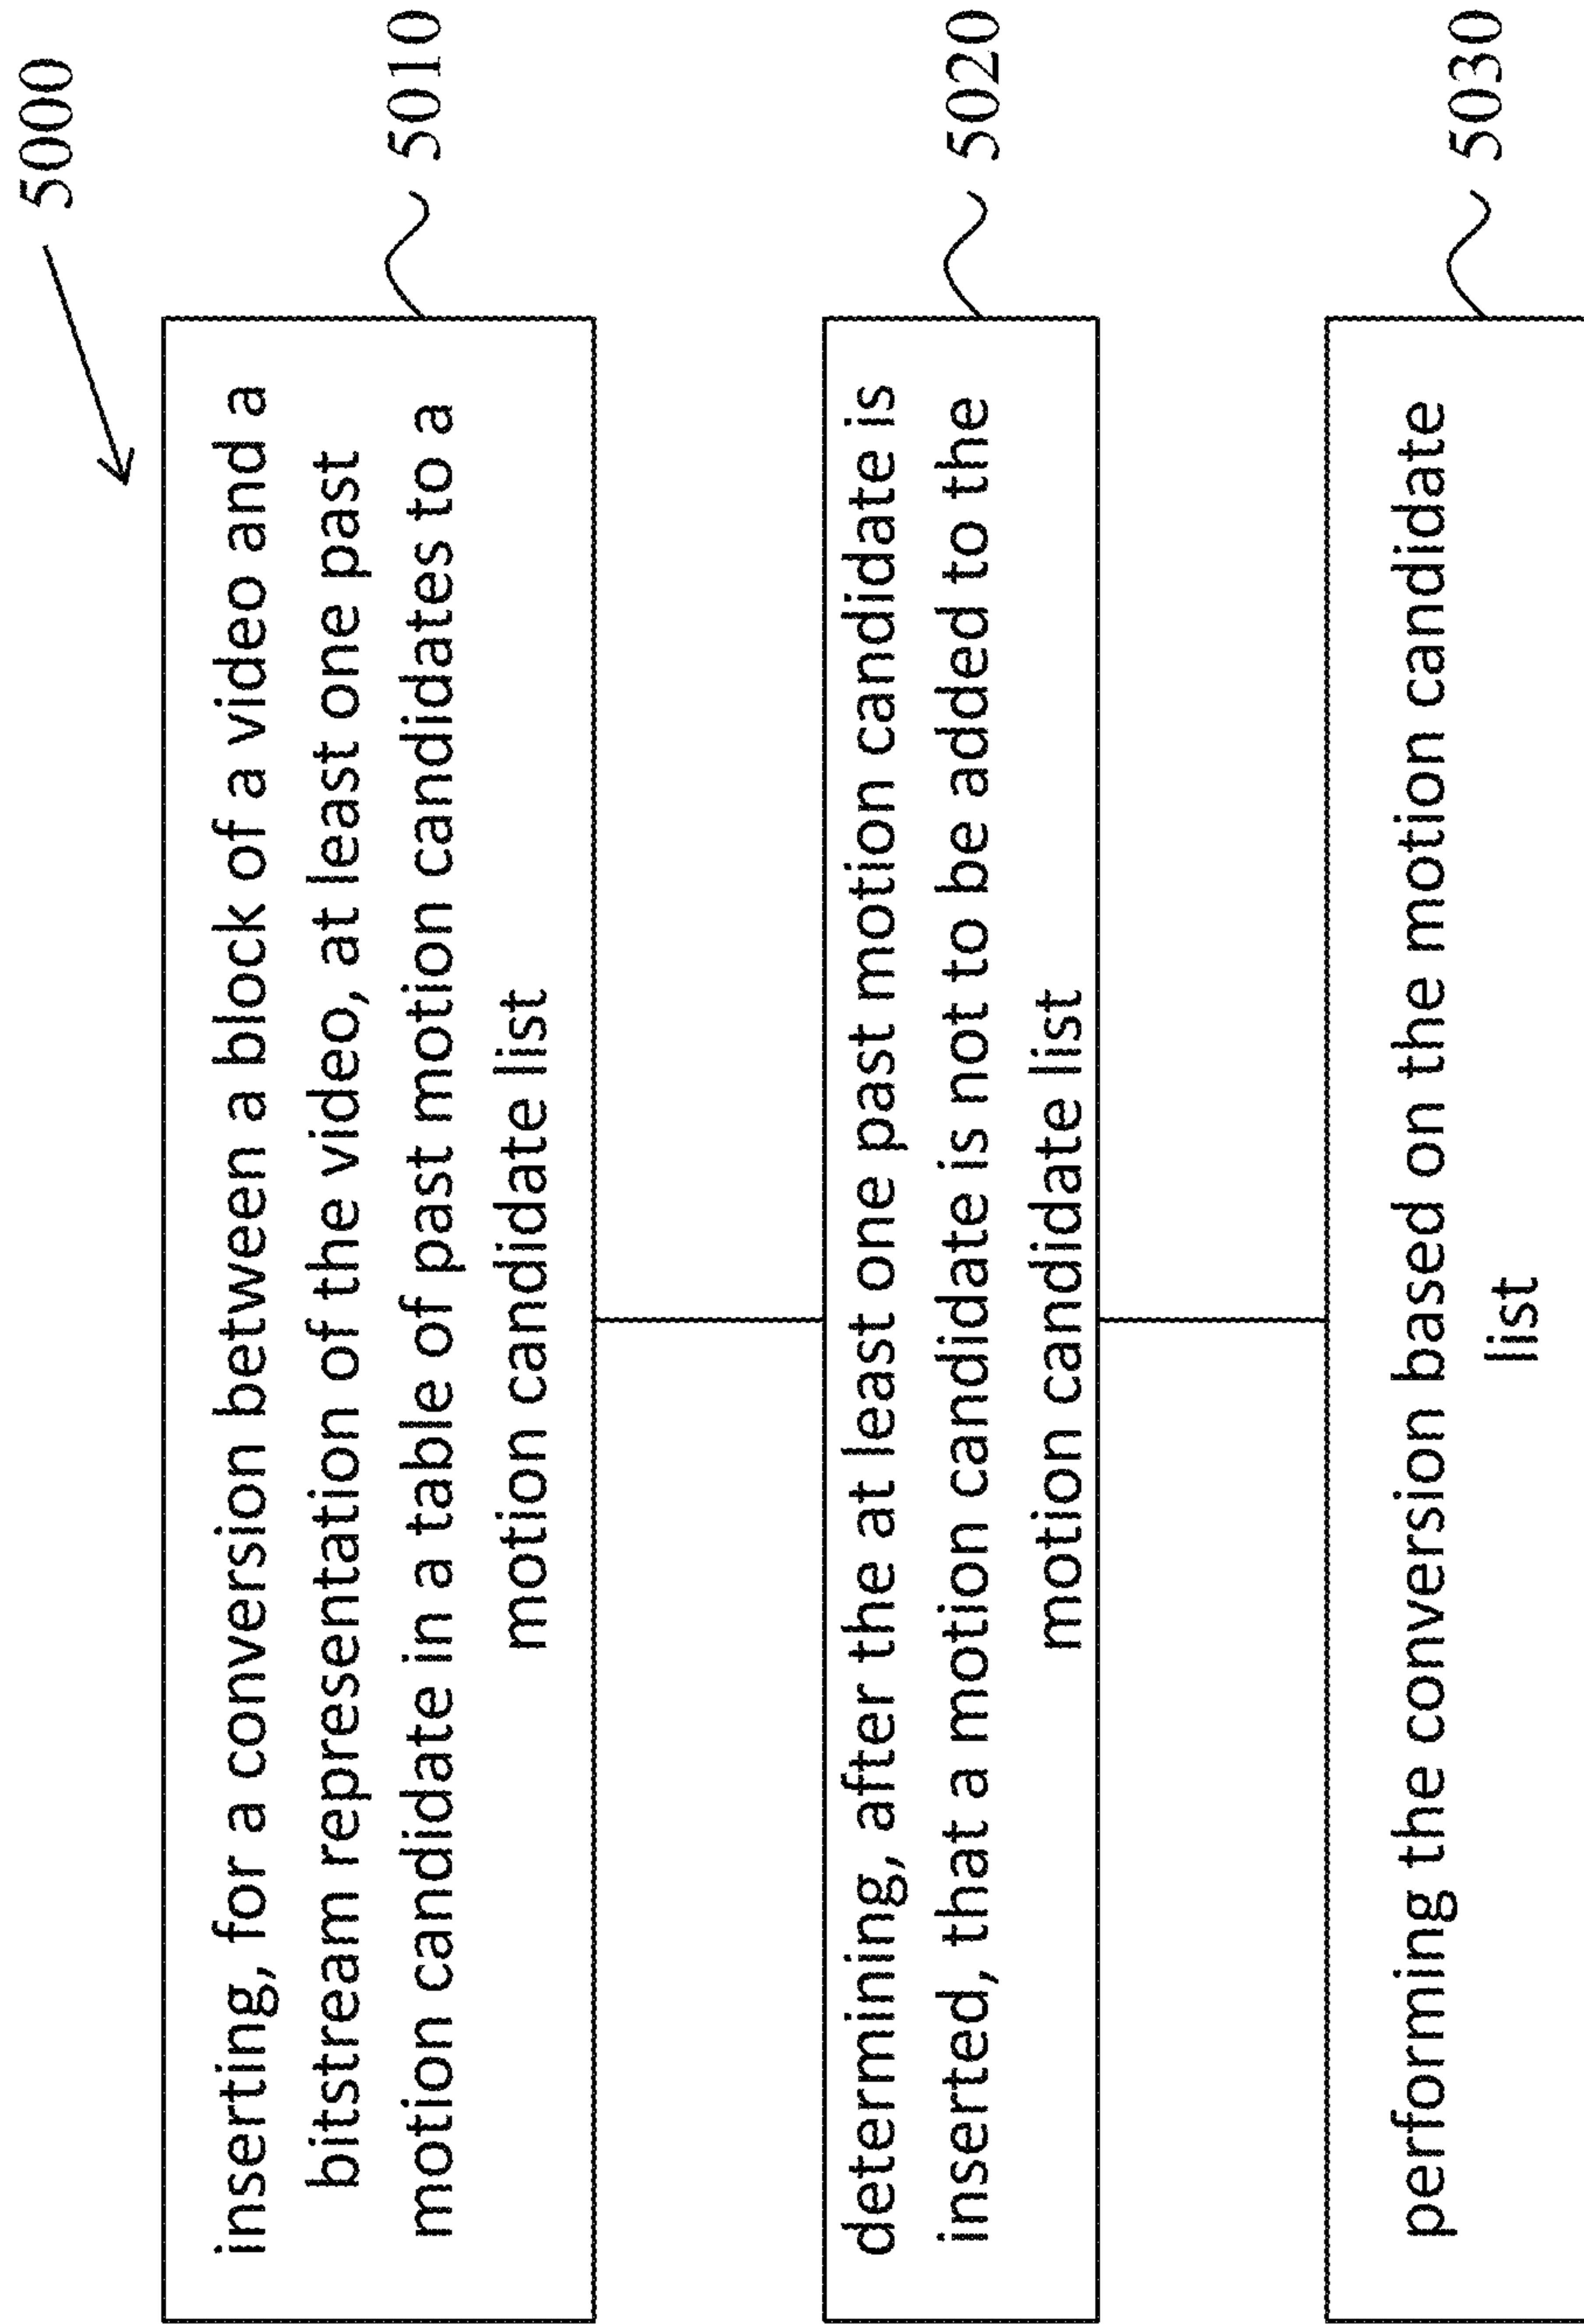 5000
inserting, for a conversion between a block of a video and a
bitstream representation of the video, at least one past
motion candidate in a table of past motion candidates to a
motion candidate list
5010
determining, after the at least one past motion candidate is
inserted, that a motion candidate is not to be added to the
motion candidate list
5020
performing the conversion based on the motion candidate
list
5030